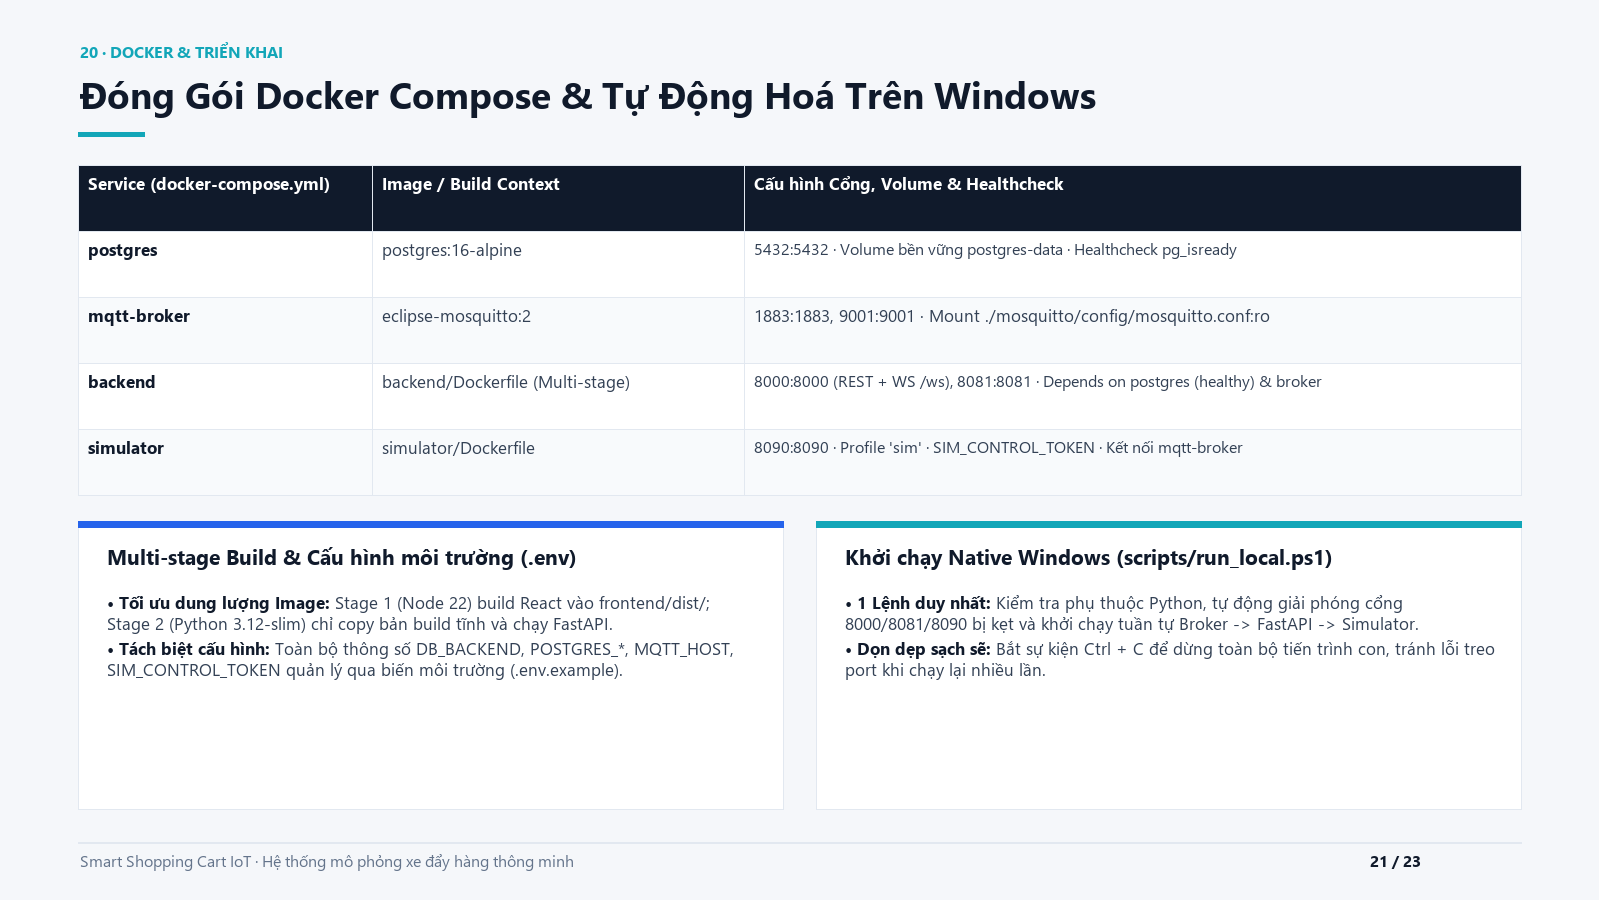 20 · DOCKER & TRIỂN KHAI
Đóng Gói Docker Compose & Tự Động Hoá Trên Windows
Service (docker-compose.yml)
Image / Build Context
Cấu hình Cổng, Volume & Healthcheck
postgres
postgres:16-alpine
5432:5432 · Volume bền vững postgres-data · Healthcheck pg_isready
mqtt-broker
eclipse-mosquitto:2
1883:1883, 9001:9001 · Mount ./mosquitto/config/mosquitto.conf:ro
backend
backend/Dockerfile (Multi-stage)
8000:8000 (REST + WS /ws), 8081:8081 · Depends on postgres (healthy) & broker
simulator
simulator/Dockerfile
8090:8090 · Profile 'sim' · SIM_CONTROL_TOKEN · Kết nối mqtt-broker
Multi-stage Build & Cấu hình môi trường (.env)
• Tối ưu dung lượng Image: Stage 1 (Node 22) build React vào frontend/dist/;
Stage 2 (Python 3.12-slim) chỉ copy bản build tĩnh và chạy FastAPI.
• Tách biệt cấu hình: Toàn bộ thông số DB_BACKEND, POSTGRES_*, MQTT_HOST,
SIM_CONTROL_TOKEN quản lý qua biến môi trường (.env.example).
Khởi chạy Native Windows (scripts/run_local.ps1)
• 1 Lệnh duy nhất: Kiểm tra phụ thuộc Python, tự động giải phóng cổng
8000/8081/8090 bị kẹt và khởi chạy tuần tự Broker -> FastAPI -> Simulator.
• Dọn dẹp sạch sẽ: Bắt sự kiện Ctrl + C để dừng toàn bộ tiến trình con, tránh lỗi treo
port khi chạy lại nhiều lần.
Smart Shopping Cart IoT · Hệ thống mô phỏng xe đẩy hàng thông minh
21 / 23